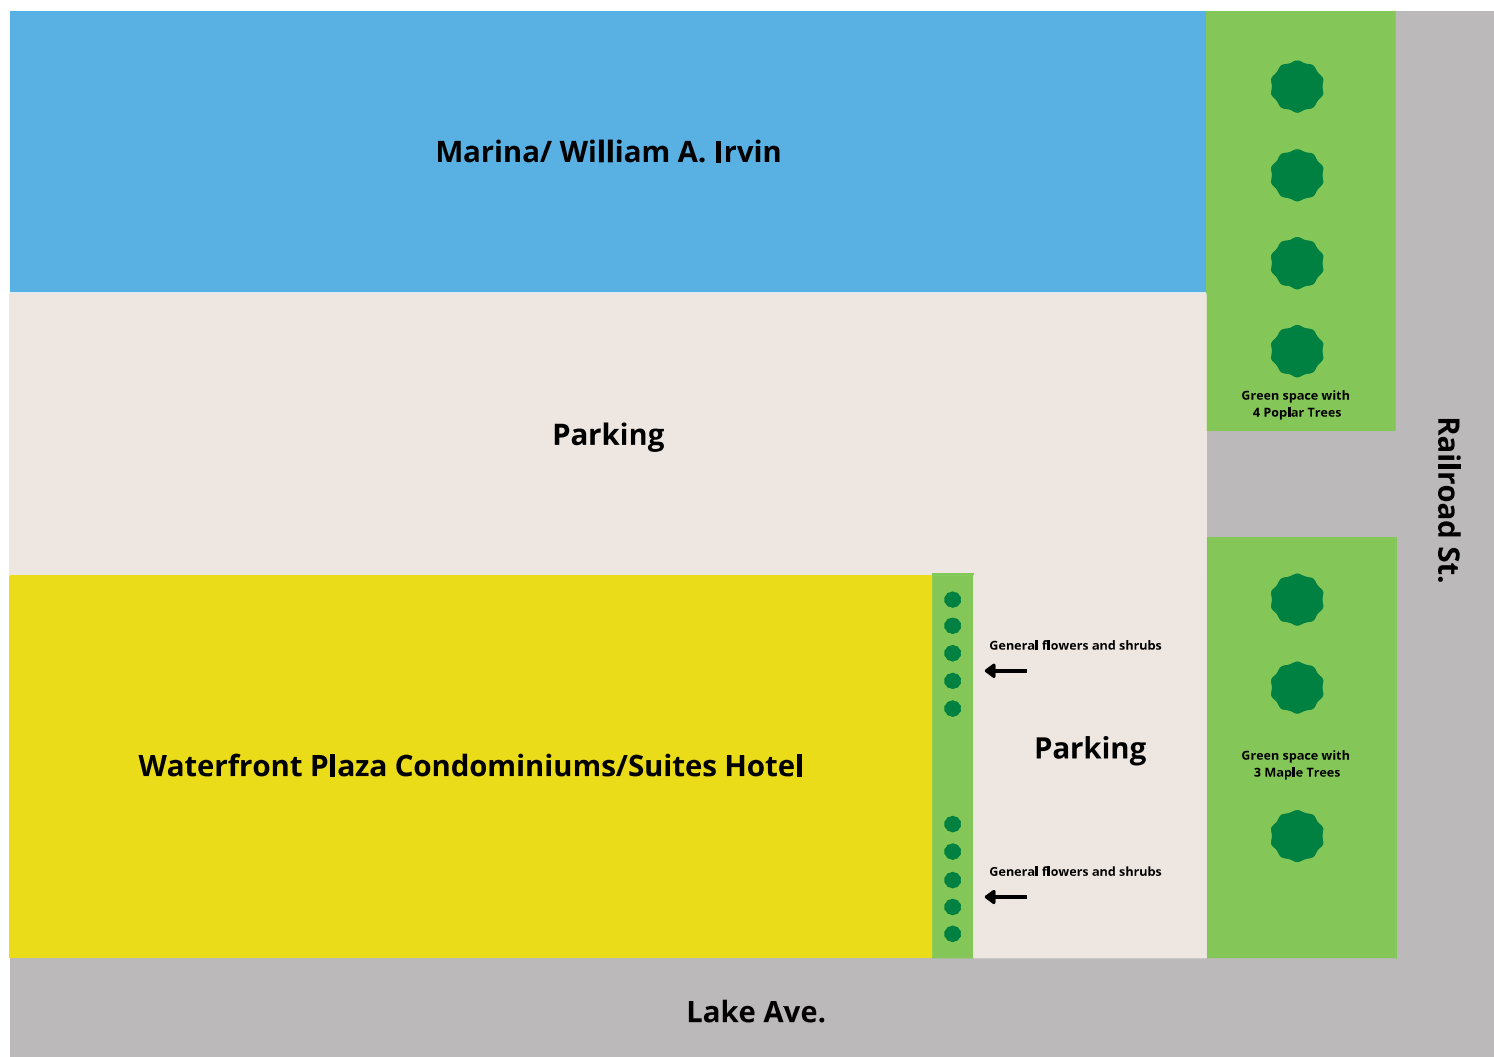 Marina/ William A. Irvin
Green space with
4 Poplar Trees
Parking
Railroad St.
General flowers and shrubs
Parking
Green space with
3 Maple Trees
Waterfront Plaza Condominiums/Suites Hotel
General flowers and shrubs
Lake Ave.